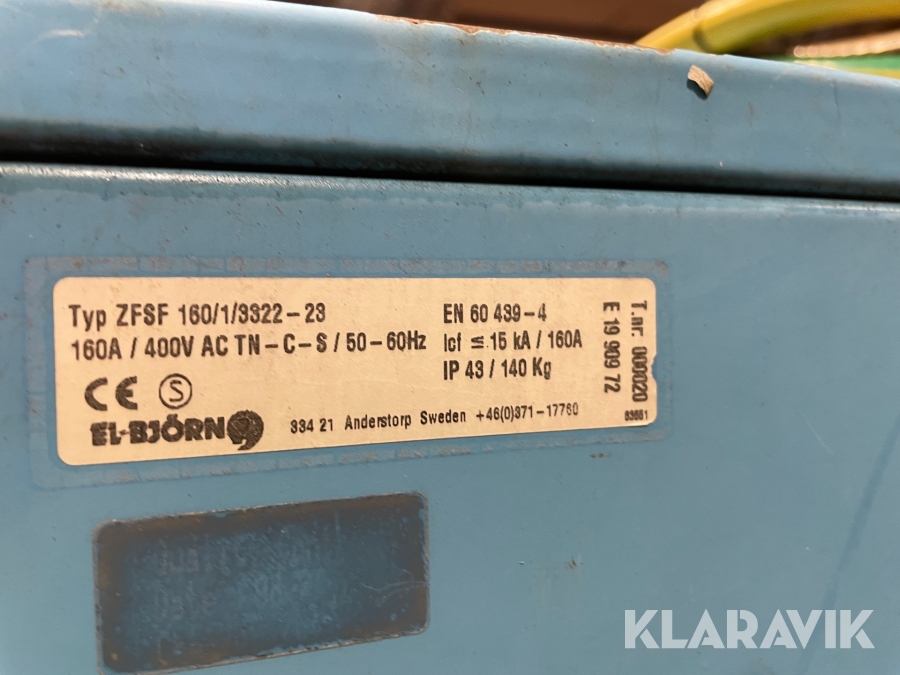 Typ ZFSF 160/1/3322-23
160A / 400V AC TN-C-S / 50-60Hz
EN 60 439-4
Icf ≤ 15 kA / 160A
IP 43 / 140 Kg
CE S
EL-BJÖRN
334 21 Anderstorp Sweden +46(0)371-17760
T.nr. 000020
E 19 909 72
83681
KLARAVIK